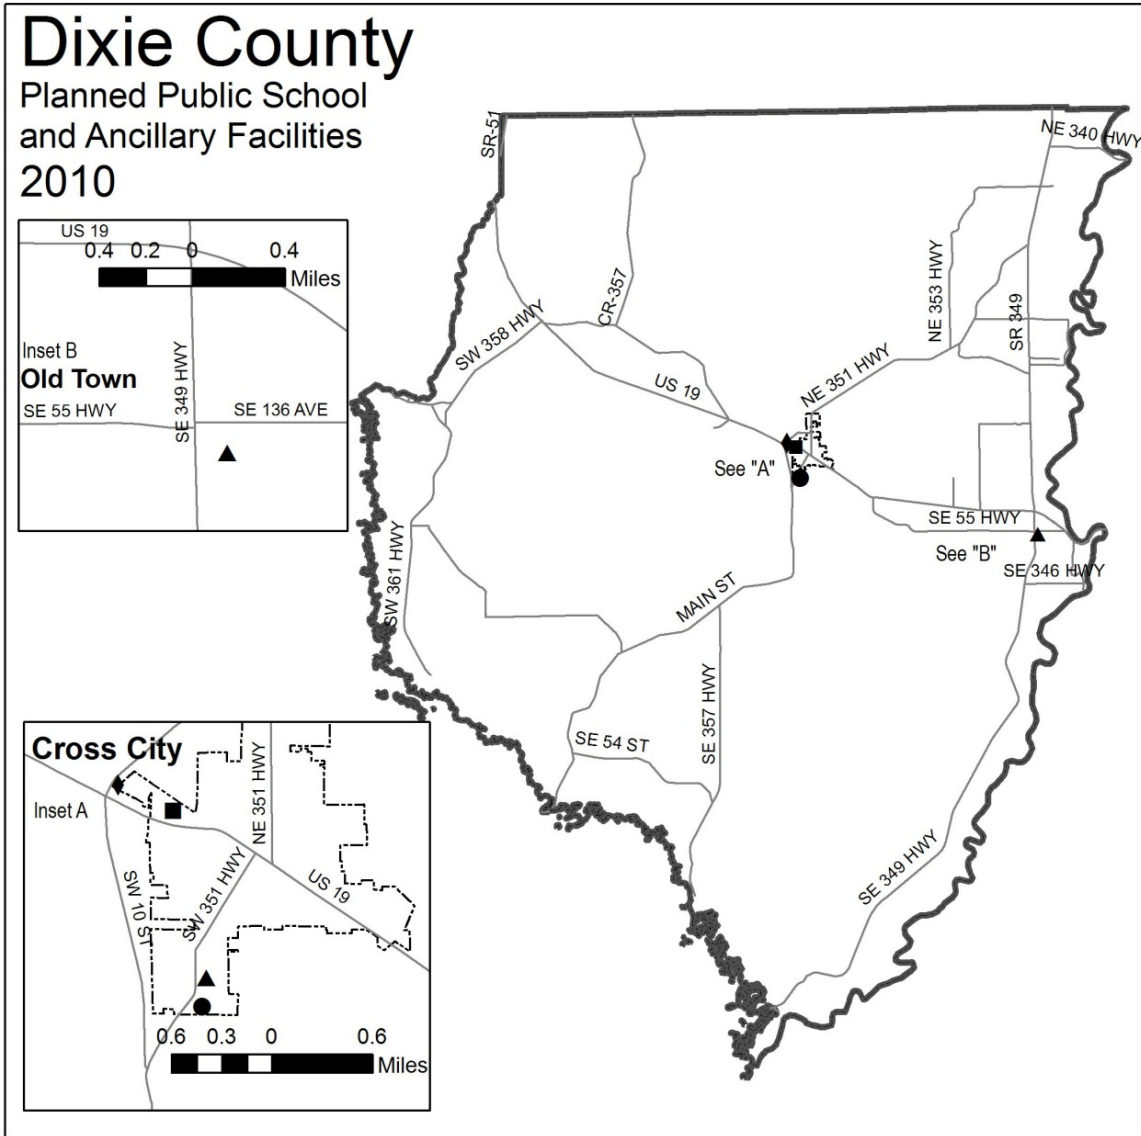 Dixie County
Planned Public School
and Ancillary Facilities
2010
US 19
0.4 0.2 0 0.4
Miles
Inset B
Old Town
SE 55 HWY
SE 349 HWY
SE 136 AVE
SR-51
NE 340 HWY
CR-357
SW 358 HWY
NE 353 HWY
SR 349
US 19
NE 351 HWY
See "A"
SE 55 HWY
See "B"
SE 346 HWY
SW 361 HWY
MAIN ST
SE 357 HWY
SE 54 ST
SE 349 HWY
Cross City
Inset A
NE 351 HWY
SW 10 ST
SW 351 HWY
US 19
0.6 0.3 0 0.6
Miles